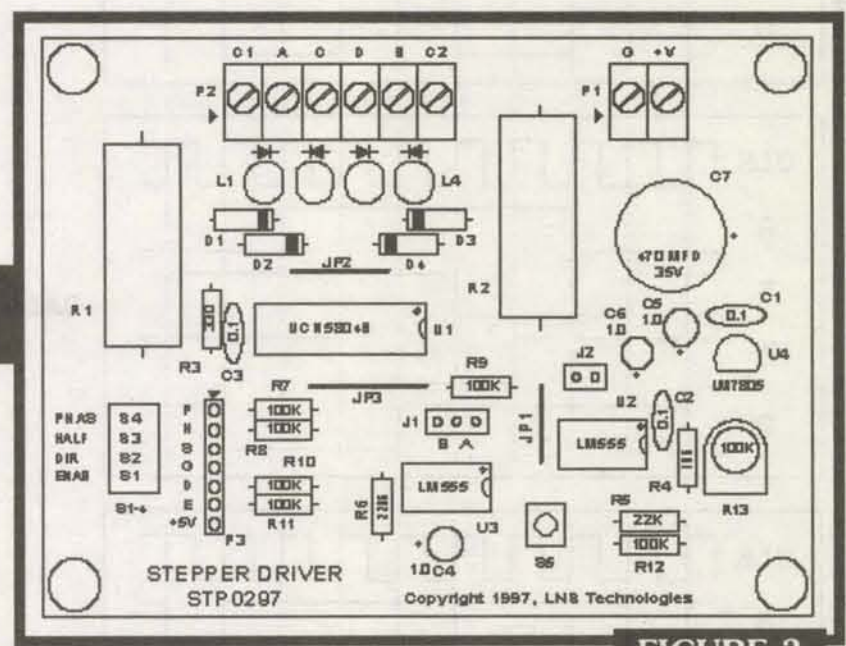 C1 A C D B C2
G +V
P2
P1
L1
L4
C7
D1
D3
D2
D4
470 MFD
35V
JP2
R1
R2
C6
1.0
C5
1.0
C1
0.1
UCN5804B
U1
0.1
R3
C3
R9
100K
J2
U4
LM7805
R7
100K
JP3
U2
C2
PHAS S4
HALF S3
DIR S2
ENAB S1
S1-4
P
H
S
G
D
E
+5V
P3
100K
R8
J1
B A
JP1
LM555
0.1
100K
R10
100K
100K
R11
R6
LM555
U3
R4
R13
R5
22K
100K
R12
1.0 C4
S5
STEPPER DRIVER
STP0297
Copyright 1997, LNS Technologies